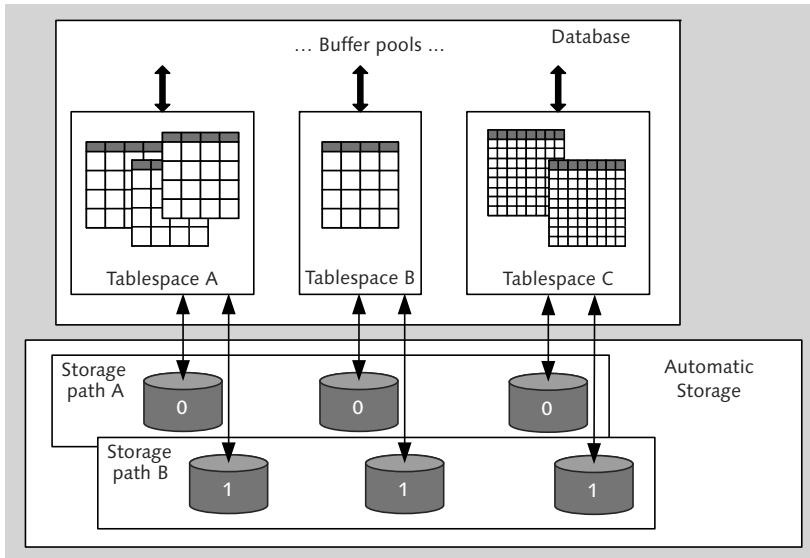 Database
… Buffer pools …
Tablespace A
Tablespace B
Tablespace C
Automatic
Storage
Storage
path A
0
0
0
Storage
path B
1
1
1